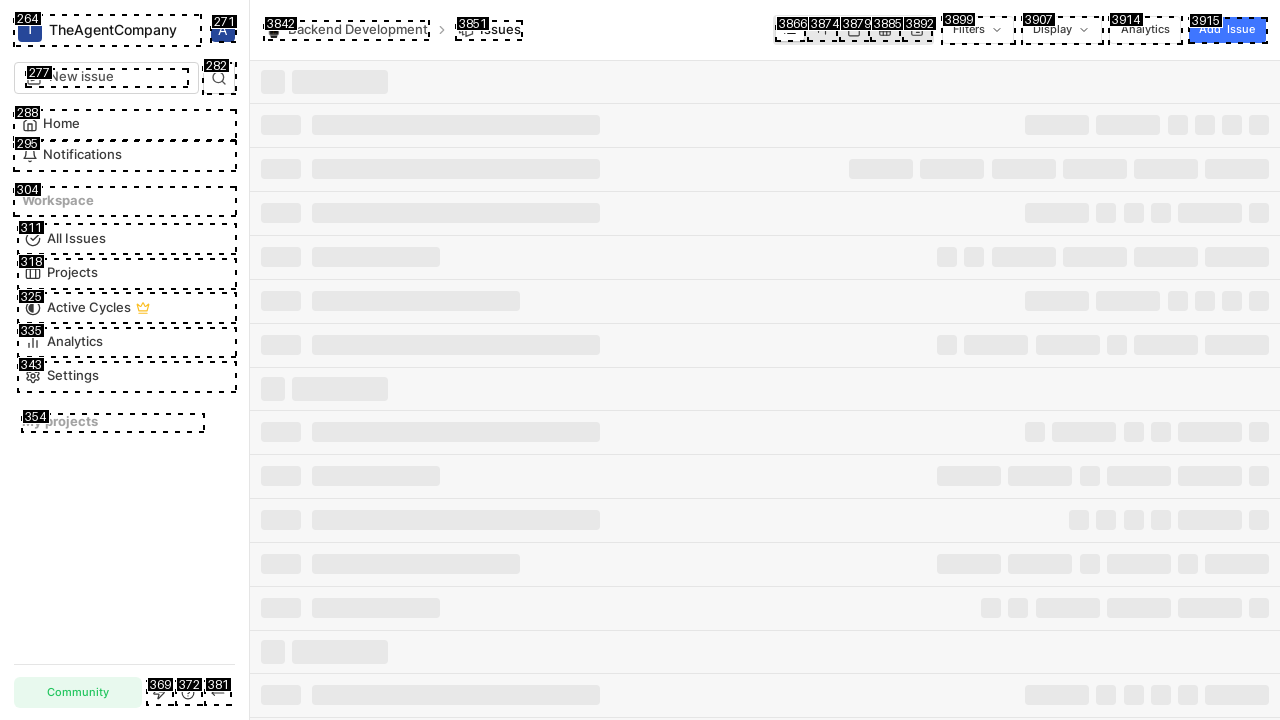 264
271
TheAgentCompany
A
277
New issue
282
288
Home
295
Notifications
304
Workspace
311
All Issues
318
Projects
325
Active Cycles
335
Analytics
343
Settings
354
My projects
Community
369
372
381
3842
Backend Development
3851
Issues
3866
3874
3879
3885
3892
3899
Filters
3907
Display
3914
Analytics
3915
Add Issue